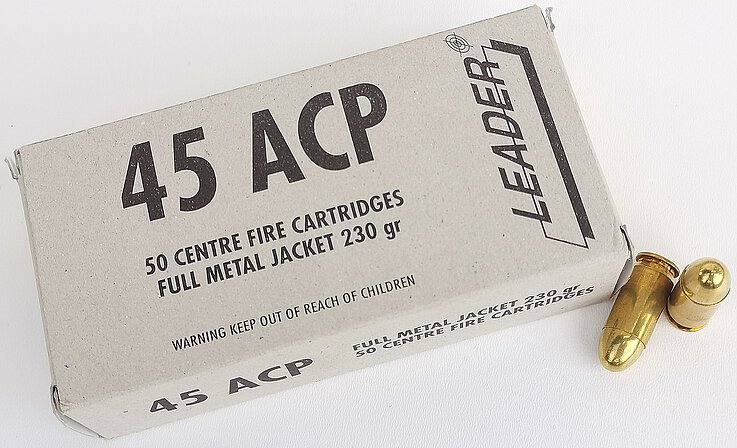 45 ACP
50 CENTRE FIRE CARTRIDGES
FULL METAL JACKET 230 gr
WARNING KEEP OUT OF REACH OF CHILDREN
LEADER
45 ACP
FULL METAL JACKET 230 gr
50 CENTRE FIRE CARTRIDGES